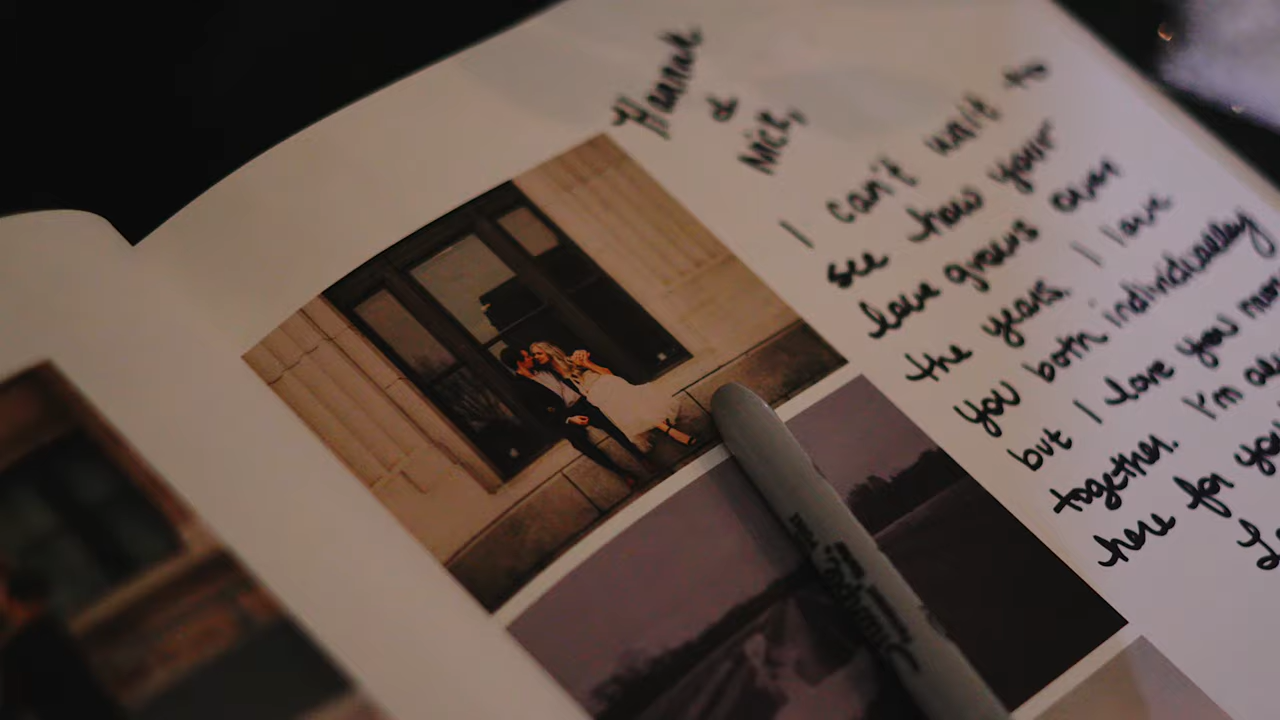 Hannah
&
Nick,
I can't wait to
see how your
love grows over
the years. I love
you both individually
but I love you more
together. I'm
here for you
Sharpie